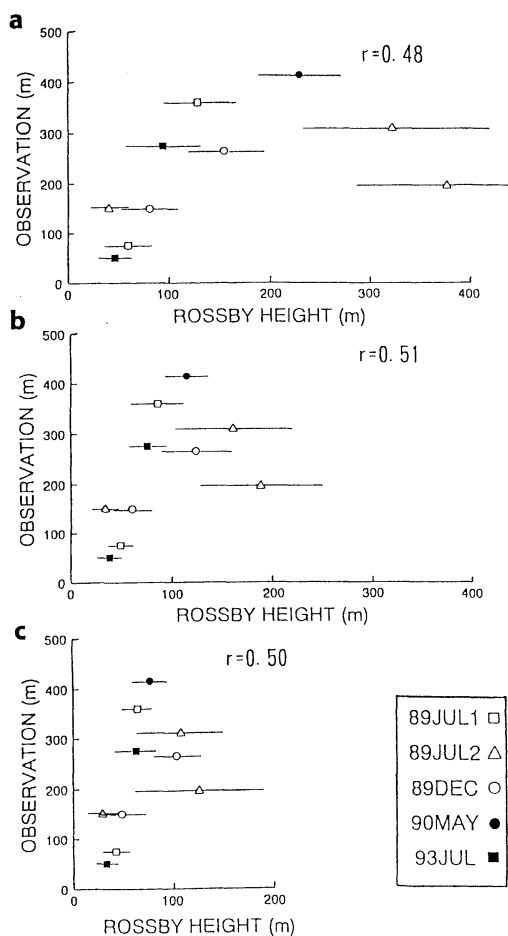 a
500
400
300
200
100
0
OBSERVATION (m)
r=0.48
0 100 200 300 400
ROSSBY HEIGHT (m)
b
500
400
300
200
100
0
OBSERVATION (m)
r=0.51
0 100 200 300 400
ROSSBY HEIGHT (m)
c
500
400
300
200
100
0
OBSERVATION (m)
r=0.50
0 100 200
ROSSBY HEIGHT (m)
89JUL1
89JUL2
89DEC
90MAY
93JUL